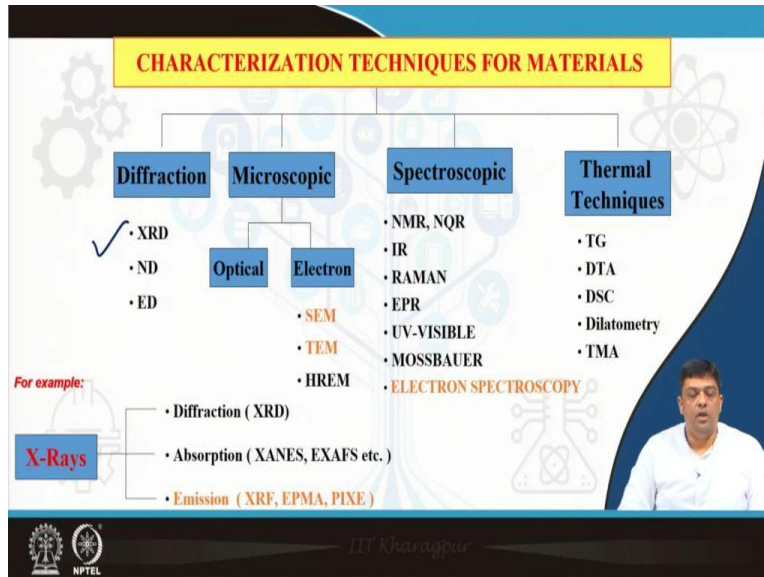 CHARACTERIZATION TECHNIQUES FOR MATERIALS
Diffraction
• XRD
• ND
• ED
Microscopic
Optical
Electron
• SEM
• TEM
• HREM
Spectroscopic
• NMR, NQR
• IR
• RAMAN
• EPR
• UV-VISIBLE
• MOSSBAUER
• ELECTRON SPECTROSCOPY
Thermal
Techniques
• TG
• DTA
• DSC
• Dilatometry
• TMA
For example:
X-Rays
• Diffraction ( XRD)
• Absorption ( XANES, EXAFS etc. )
• Emission ( XRF, EPMA, PIXE )
NPTEL
IIT Kharagpur